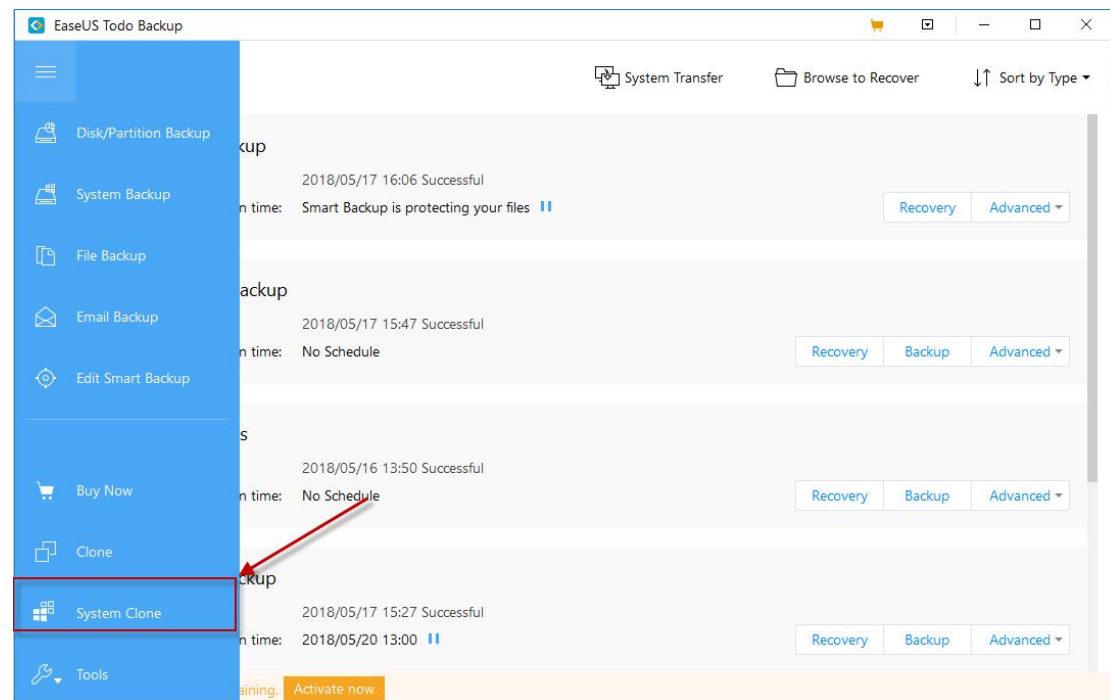 EaseUS Todo Backup
System Transfer
Browse to Recover
Sort by Type
Disk/Partition Backup
System Backup
File Backup
Email Backup
Edit Smart Backup
Buy Now
Clone
System Clone
Tools
kup
2018/05/17 16:06 Successful
n time: Smart Backup is protecting your files
Recovery Advanced
ackup
2018/05/17 15:47 Successful
n time: No Schedule
Recovery Backup Advanced
s
2018/05/16 13:50 Successful
n time: No Schedule
Recovery Backup Advanced
ckup
2018/05/17 15:27 Successful
n time: 2018/05/20 13:00
Recovery Backup Advanced
aining. Activate now